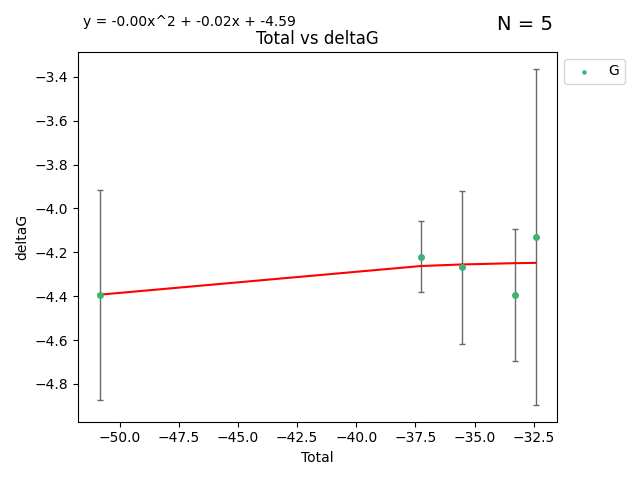 y = -0.00x^2 + -0.02x + -4.59
N = 5
Total vs deltaG
G
deltaG
−3.4
−3.6
−3.8
−4.0
−4.2
−4.4
−4.6
−4.8
−50.0 −47.5 −45.0 −42.5 −40.0 −37.5 −35.0 −32.5
Total